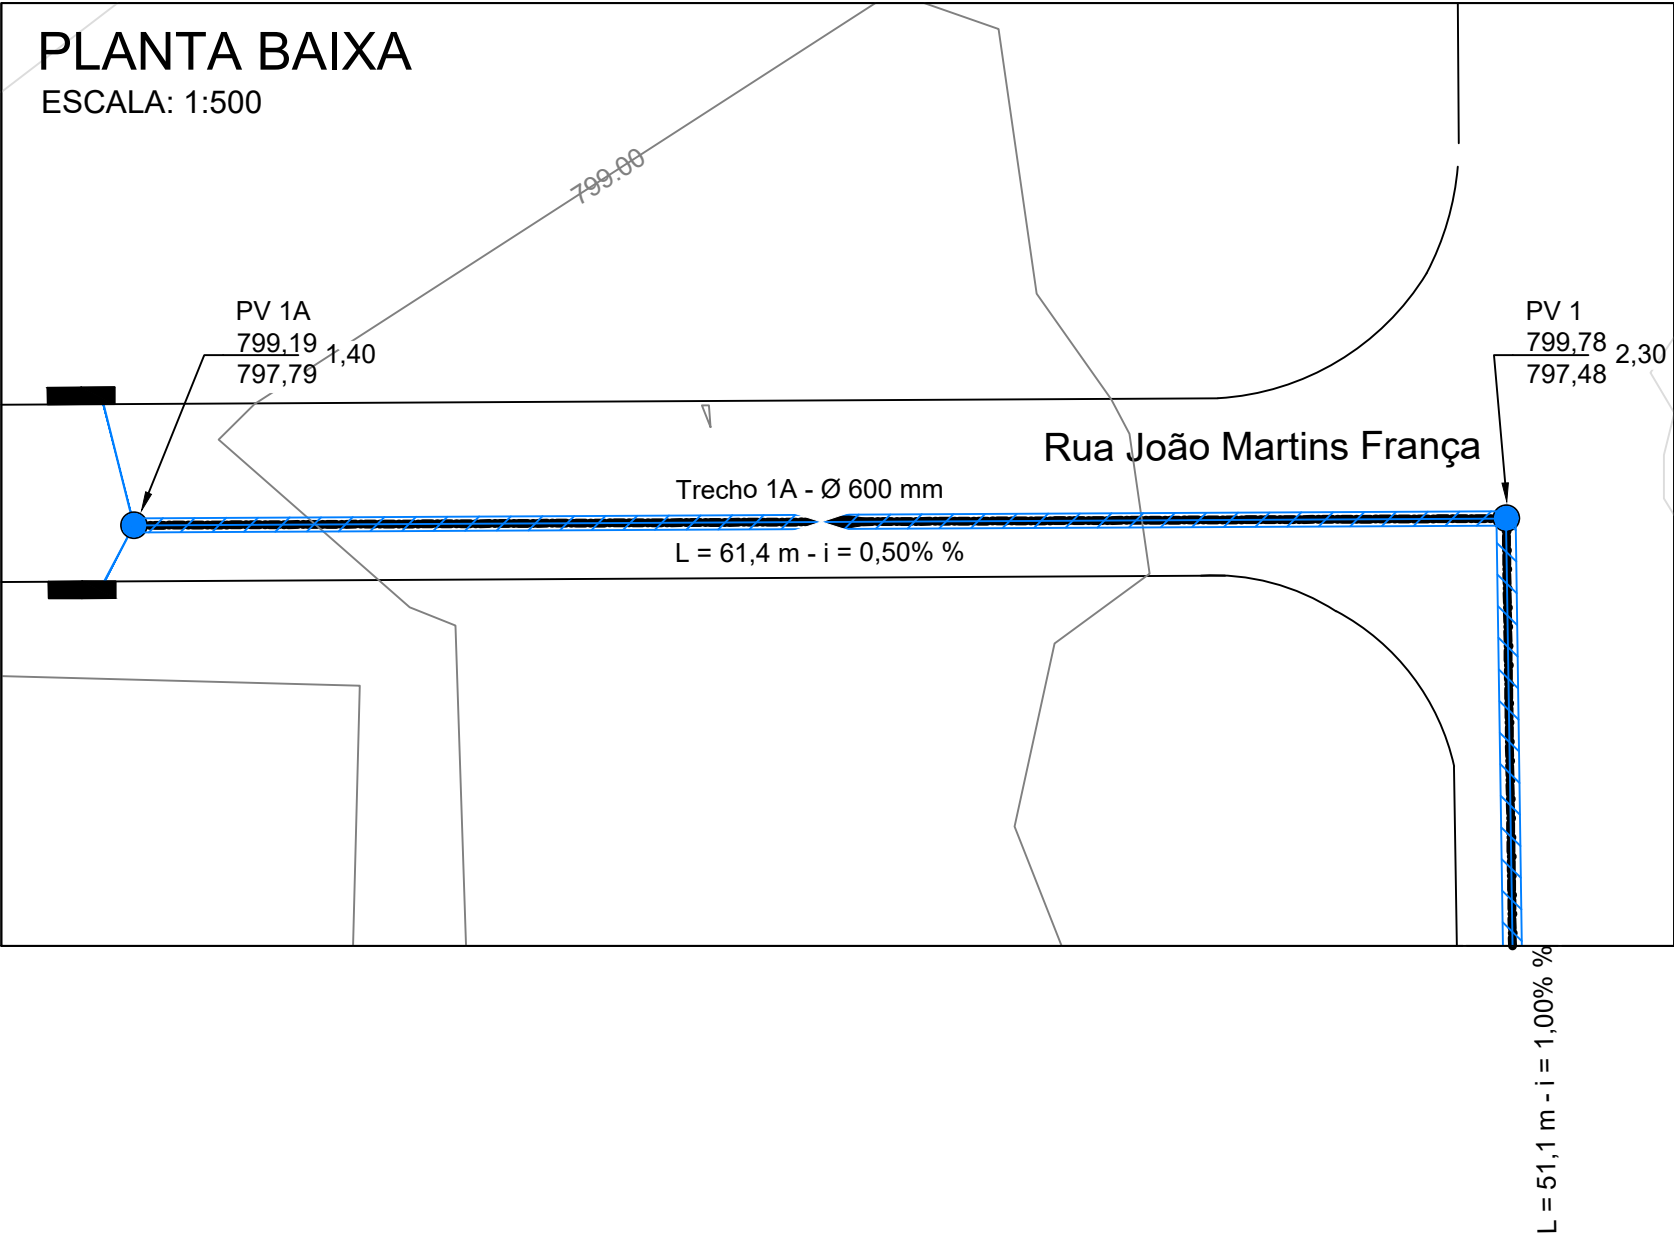 PLANTA BAIXA
ESCALA: 1:500
799.00
PV 1A
799,19
797,79
1,40
PV 1
799,78
797,48
2,30
Rua João Martins França
Trecho 1A - Ø 600 mm
L = 61,4 m - i = 0,50% %
L = 51,1 m - i = 1,00% %